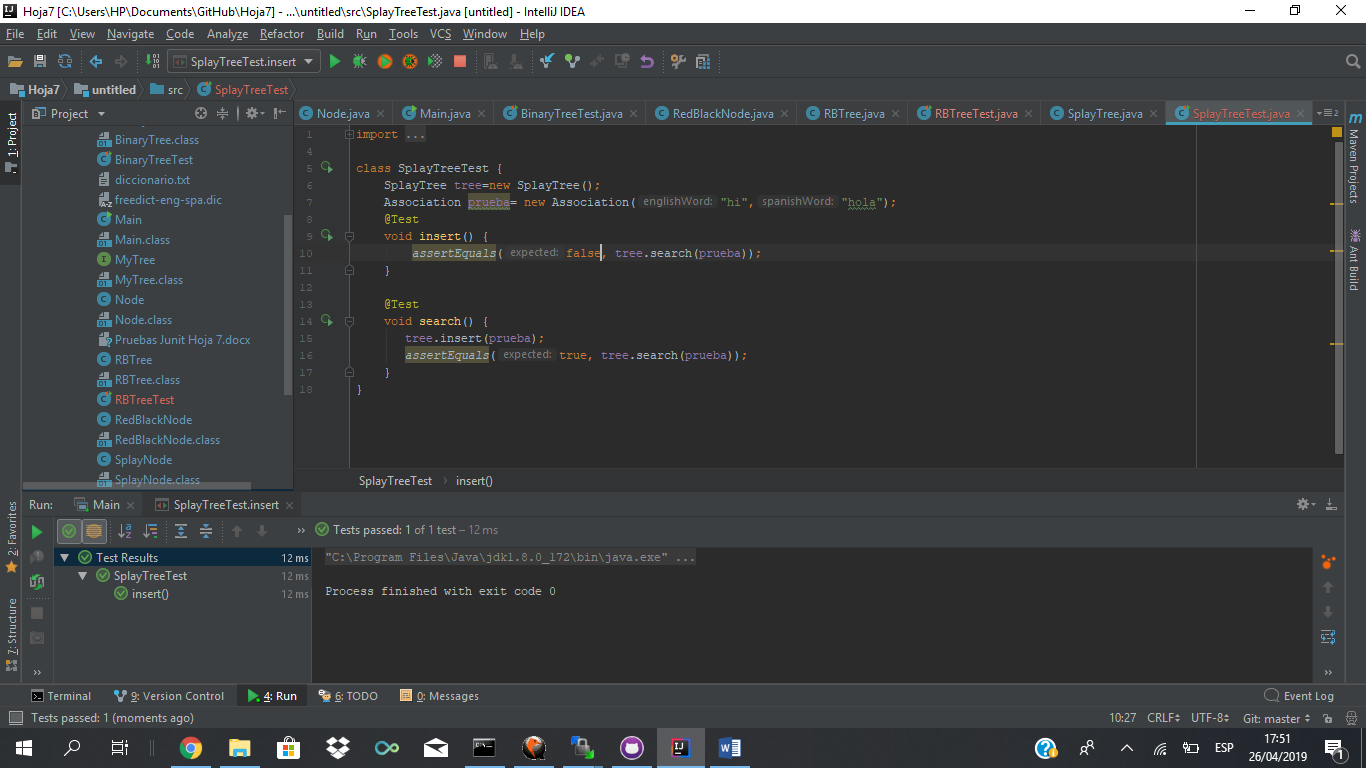 Hoja7 [C:\Users\HP\Documents\GitHub\Hoja7] - ...\untitled\src\SplayTreeTest.java [untitled] - IntelliJ IDEA
File Edit View Navigate Code Analyze Refactor Build Run Tools VCS Window Help
SplayTreeTest.insert
Hoja7 untitled src SplayTreeTest
Project
Node.java Main.java BinaryTreeTest.java RedBlackNode.java RBTree.java RBTreeTest.java SplayTree.java SplayTreeTest.java
1: Project
BinaryTree.class
BinaryTreeTest
diccionario.txt
freedict-eng-spa.dic
Main
Main.class
MyTree
MyTree.class
Node
Node.class
Pruebas Junit Hoja 7.docx
RBTree
RBTree.class
RBTreeTest
RedBlackNode
RedBlackNode.class
SplayNode
SplayNode.class
1 import ...
4
5 class SplayTreeTest {
6 SplayTree tree=new SplayTree();
7 Association prueba= new Association( englishWord: "hi", spanishWord: "hola");
8 @Test
9 void insert() {
10 assertEquals( expected: false, tree.search(prueba));
11 }
12
13 @Test
14 void search() {
15 tree.insert(prueba);
16 assertEquals( expected: true, tree.search(prueba));
17 }
18 }
SplayTreeTest insert()
Maven Projects
Ant Build
2: Favorites
7: Structure
Run: Main SplayTreeTest.insert
Tests passed: 1 of 1 test – 12 ms
Test Results 12 ms
SplayTreeTest 12 ms
insert() 12 ms
"C:\Program Files\Java\jdk1.8.0_172\bin\java.exe" ...
Process finished with exit code 0
Terminal 9: Version Control 4: Run 6: TODO 0: Messages Event Log
Tests passed: 1 (moments ago) 10:27 CRLF UTF-8 Git: master
ESP 17:51
26/04/2019 1